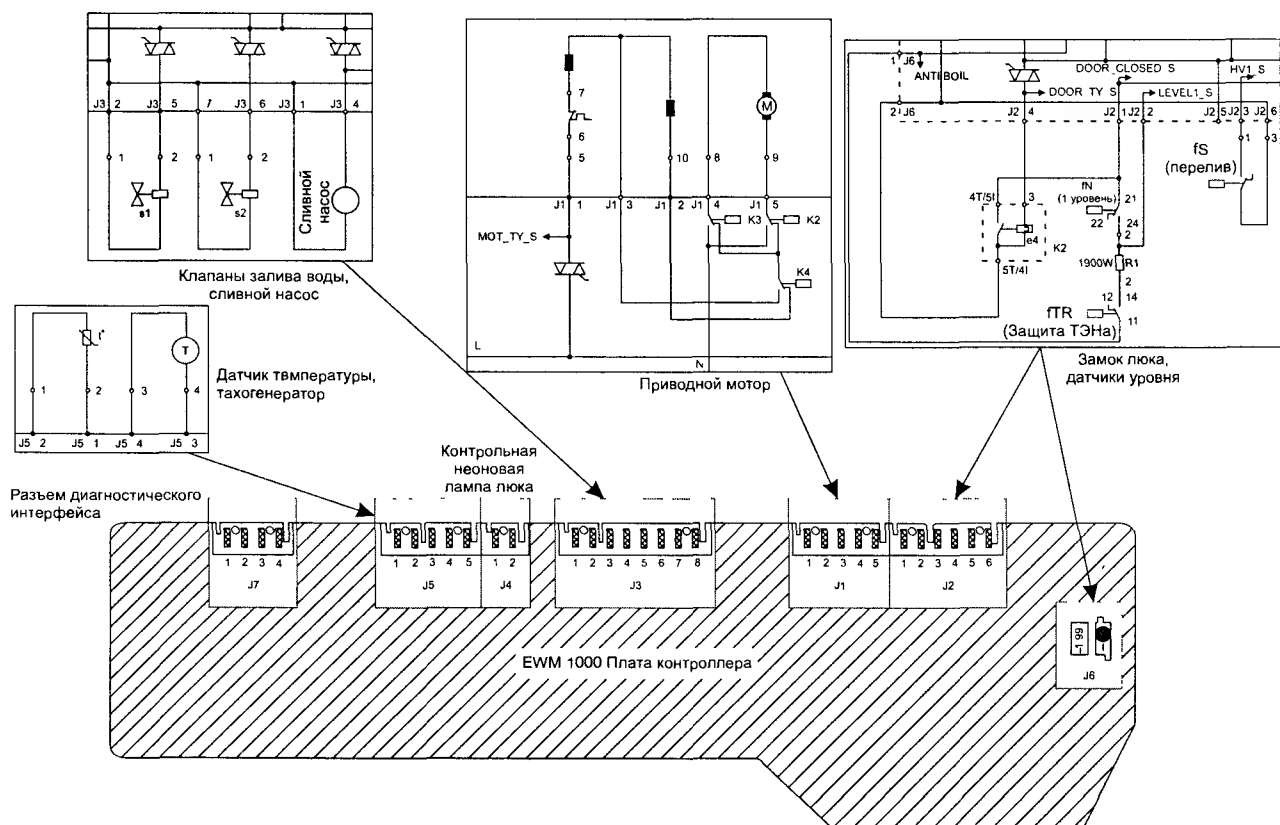 J3 2 J3 5 7 J3 6 J3 1 J3 4
1 2 1 2
s1 s2
Сливной
насос
Клапаны залива воды,
сливной насос
7
6
5 10 8 9
M
J1 1 J1 3 J1 2 J1 4 J1 5
K3 K2
MOT_TY_S
K4
L
N
Приводной мотор
1 J6
ANTI BOIL
DOOR_CLOSED_S HV1_S
DOOR_TY_S LEVEL1_S
2 J6
J2 4 J2 1 J2 2 J2 5 J2 3 J2 6
1 3
fS
(перелив)
4T/5I 3
fN
(1 уровень)
21
22 24
2
e4
K2
1900W R1
5T/4I
2
12 14
fTR
(Защита ТЭНа)
11
Замок люка,
датчики уровня
t°
T
1 2 3 4
J5 2 J5 1 J5 4 J5 3
Датчик твмпературы,
тахогенератор
Разъем диагностического
интерфейса
Контрольная
неоновая
лампа люка
1 2 3 4
J7
1 2 3 4 5
J5
1 2
J4
1 2 3 4 5 6 7 8
J3
1 2 3 4 5
J1
1 2 3 4 5 6
J2
J6
EWM 1000 Плата контроллера